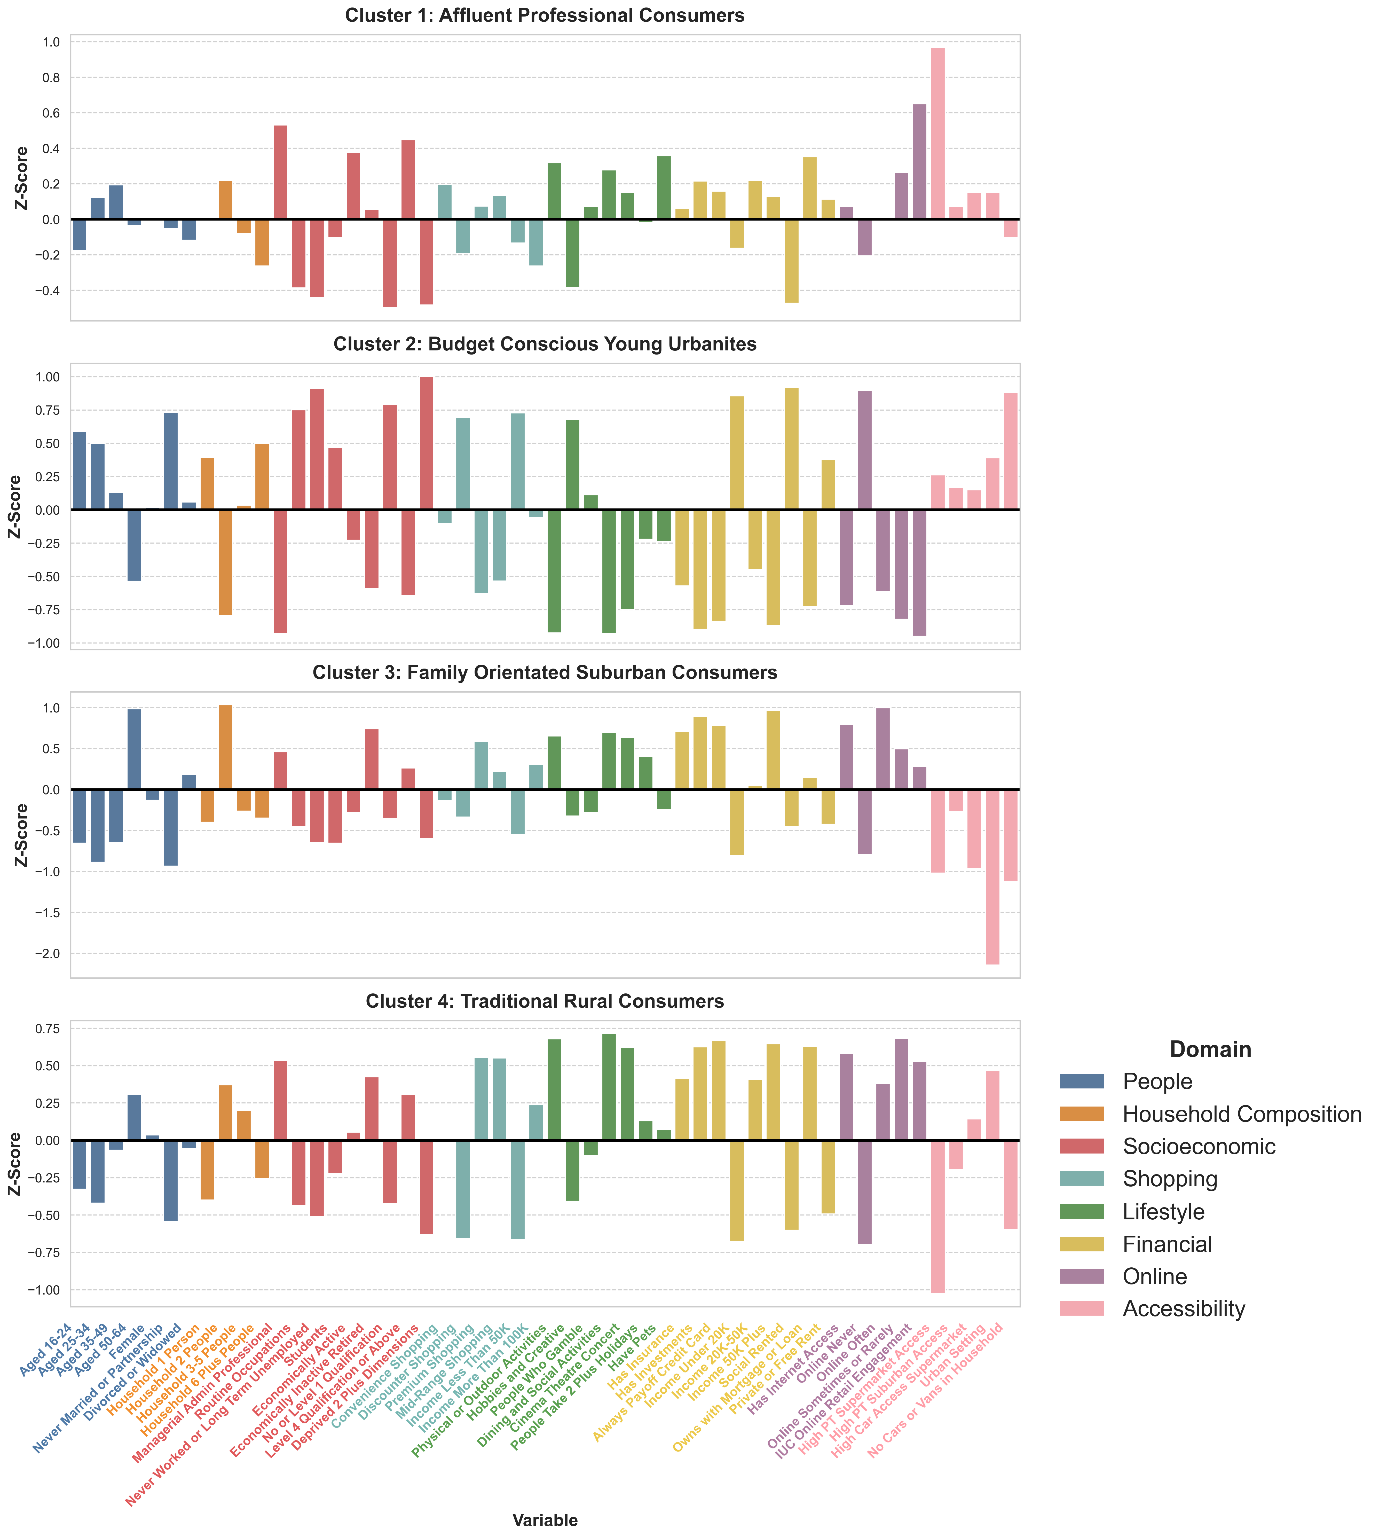 Cluster 1: Affluent Professional Consumers
1.0
0.8
0.6
0.4
0.2
0.0
−0.2
−0.4
Z-Score
Cluster 2: Budget Conscious Young Urbanites
1.00
0.75
0.50
0.25
0.00
−0.25
−0.50
−0.75
−1.00
Z-Score
Cluster 3: Family Orientated Suburban Consumers
1.0
0.5
0.0
−0.5
−1.0
−1.5
−2.0
Z-Score
Cluster 4: Traditional Rural Consumers
0.75
0.50
0.25
0.00
−0.25
−0.50
−0.75
−1.00
Z-Score
Aged 16-24
Aged 25-34
Aged 35-49
Aged 50-64
Female
Never Married or Partnership
Divorced or Widowed
Household 1 Person
Household 2 People
Household 3-5 People
Household 6 Plus People
Managerial Admin Professional
Routine Occupations
Never Worked or Long Term Unemployed
Students
Economically Active
Economically Inactive Retired
No or Level 1 Qualification
Level 4 Qualification or Above
Deprived 2 Plus Dimensions
Convenience Shopping
Discounter Shopping
Premium Shopping
Mid-Range Shopping
Income Less Than 50K
Income More Than 100K
Physical or Outdoor Activities
Hobbies and Creative
People Who Gamble
Dining and Social Activities
Cinema Theatre Concert
People Take 2 Plus Holidays
Have Pets
Has Insurance
Has Investments
Always Payoff Credit Card
Income Under 20K
Income 20K-50K
Income 50K Plus
Social Rented
Owns with Mortgage or Loan
Private or Free Rent
Has Internet Access
Online Never
Online Often
Online Sometimes or Rarely
IUC Online Retail Engagement
High PT Supermarket Access
High PT Suburban Access
High Car Access Supermarket
Urban Setting
No Cars or Vans in Household
Variable
Domain
People
Household Composition
Socioeconomic
Shopping
Lifestyle
Financial
Online
Accessibility